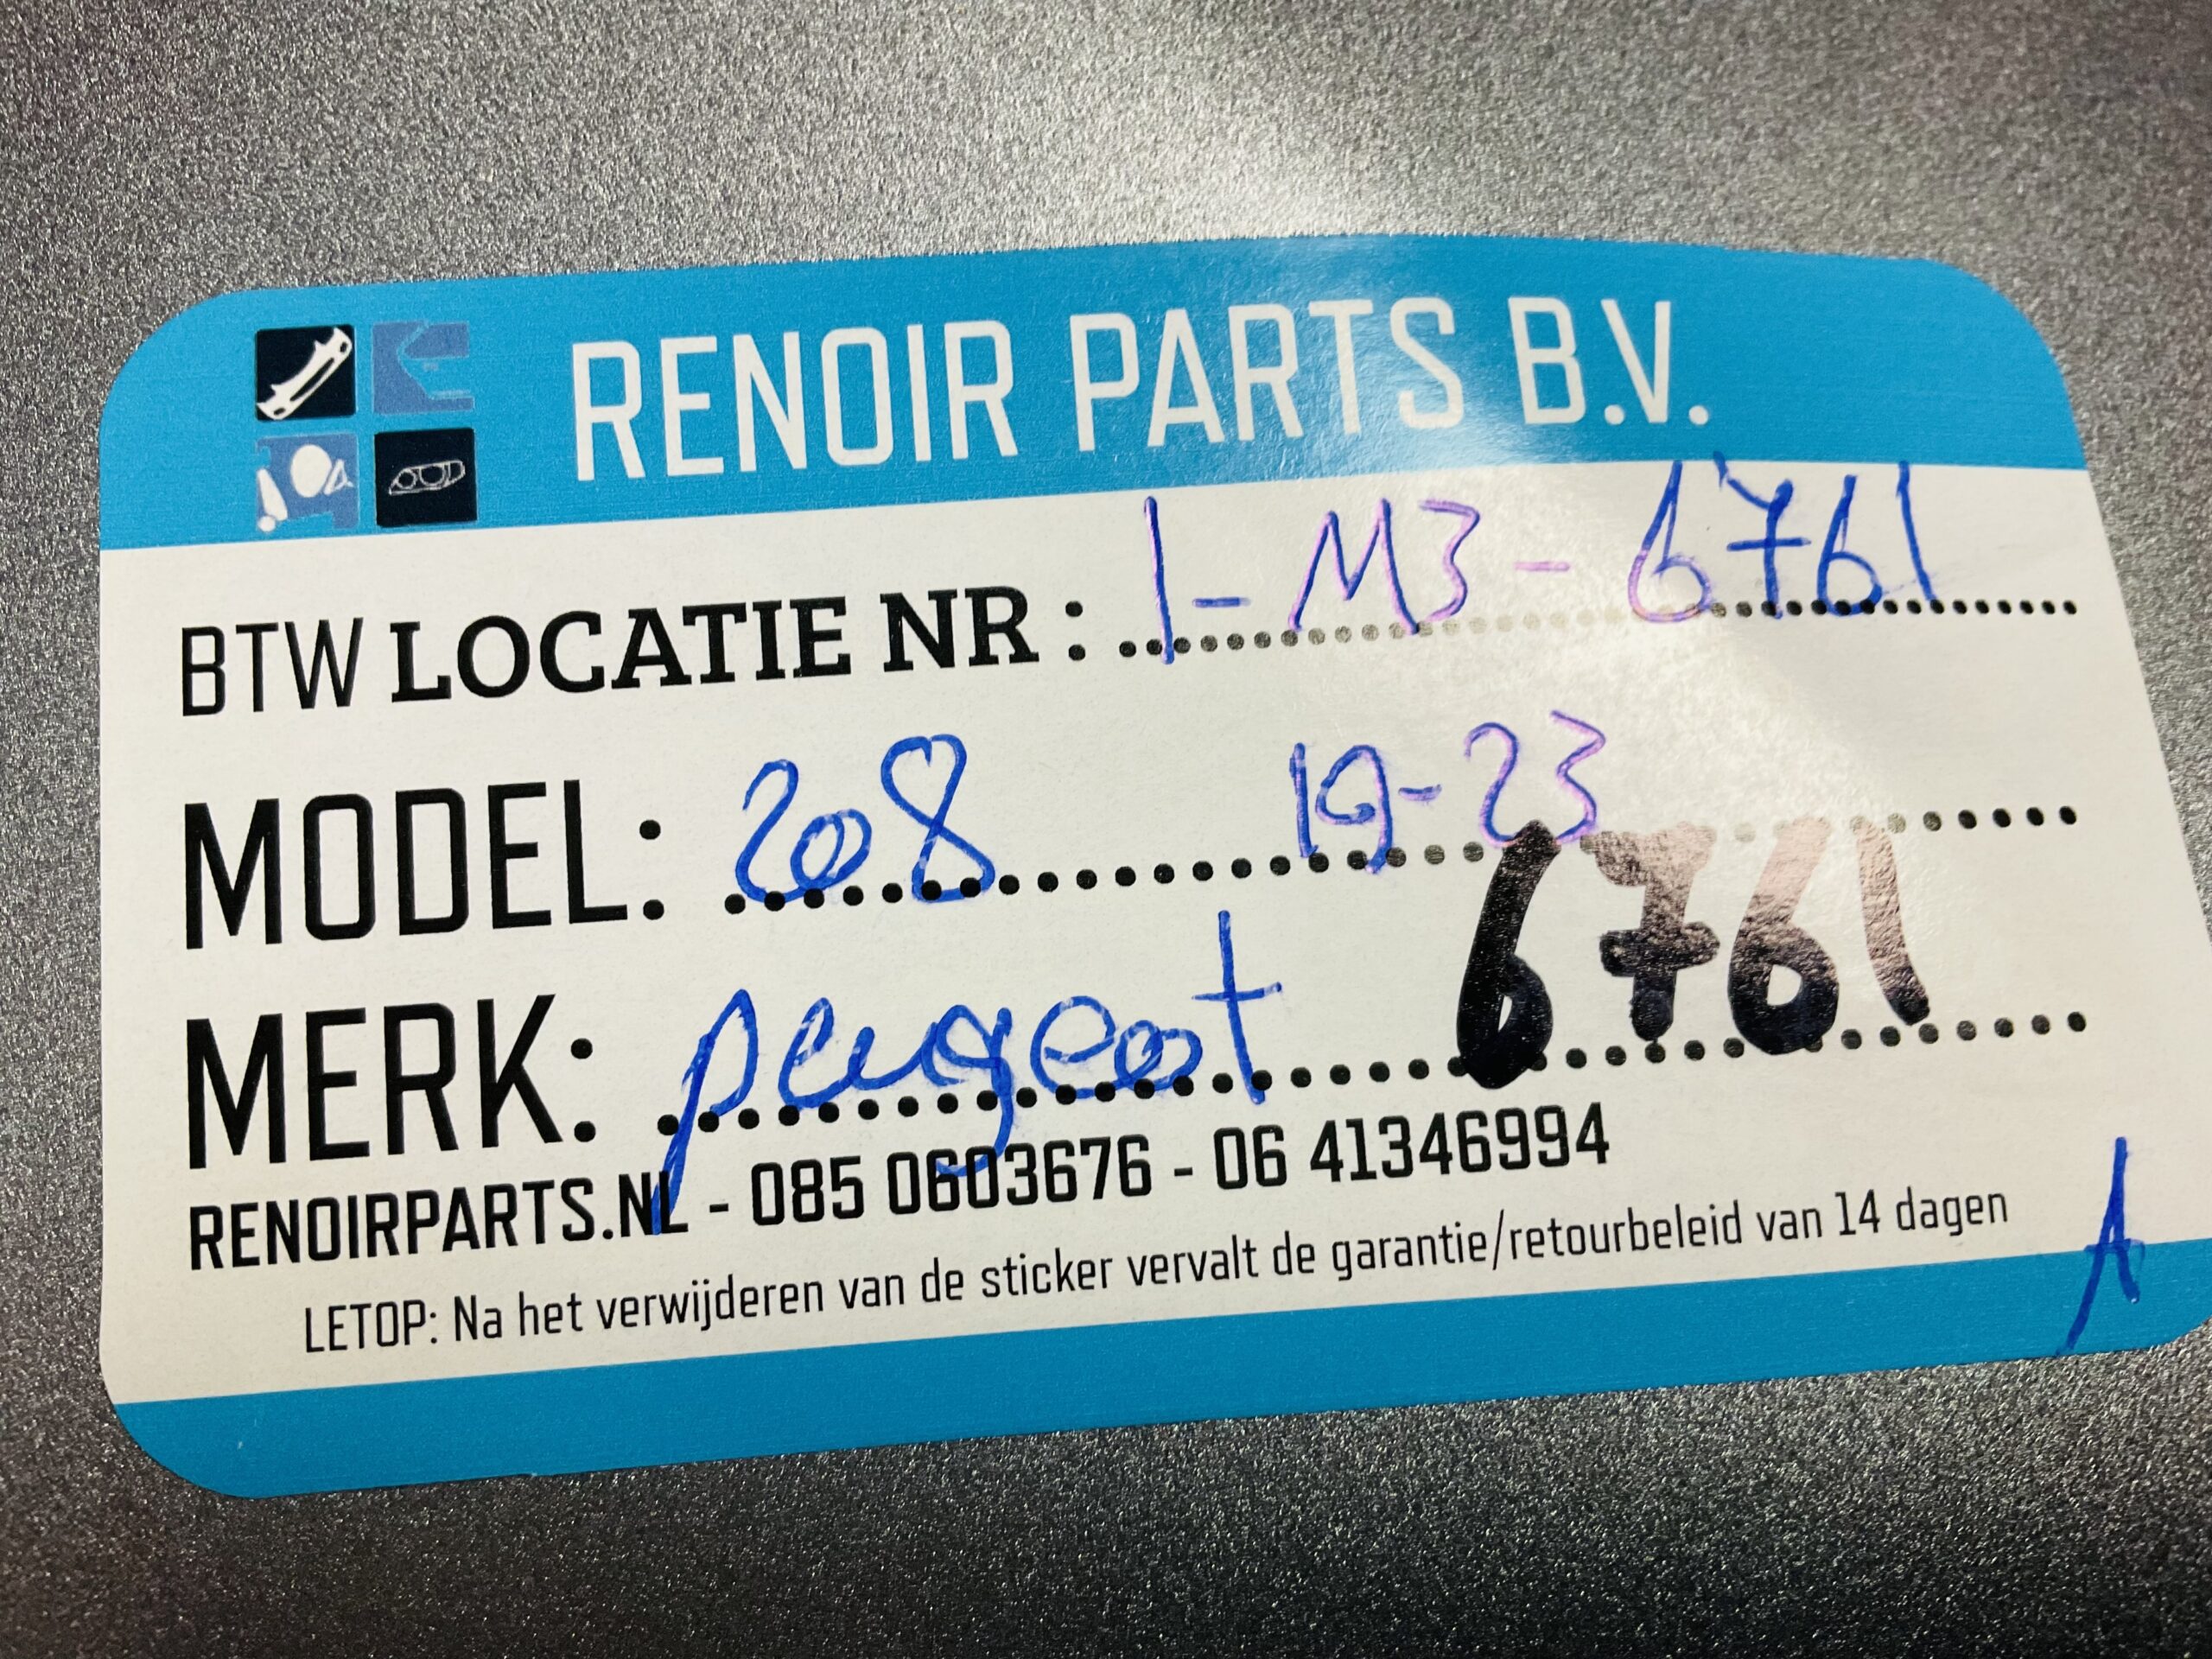 RENOIR PARTS B.V.
BTW LOCATIE NR : 1-M3-6761
MODEL: 208 19-23
MERK: peugeot 6761
RENOIRPARTS.NL - 085 0603676 - 06 41346994
LETOP: Na het verwijderen van de sticker vervalt de garantie/retourbeleid van 14 dagen
A